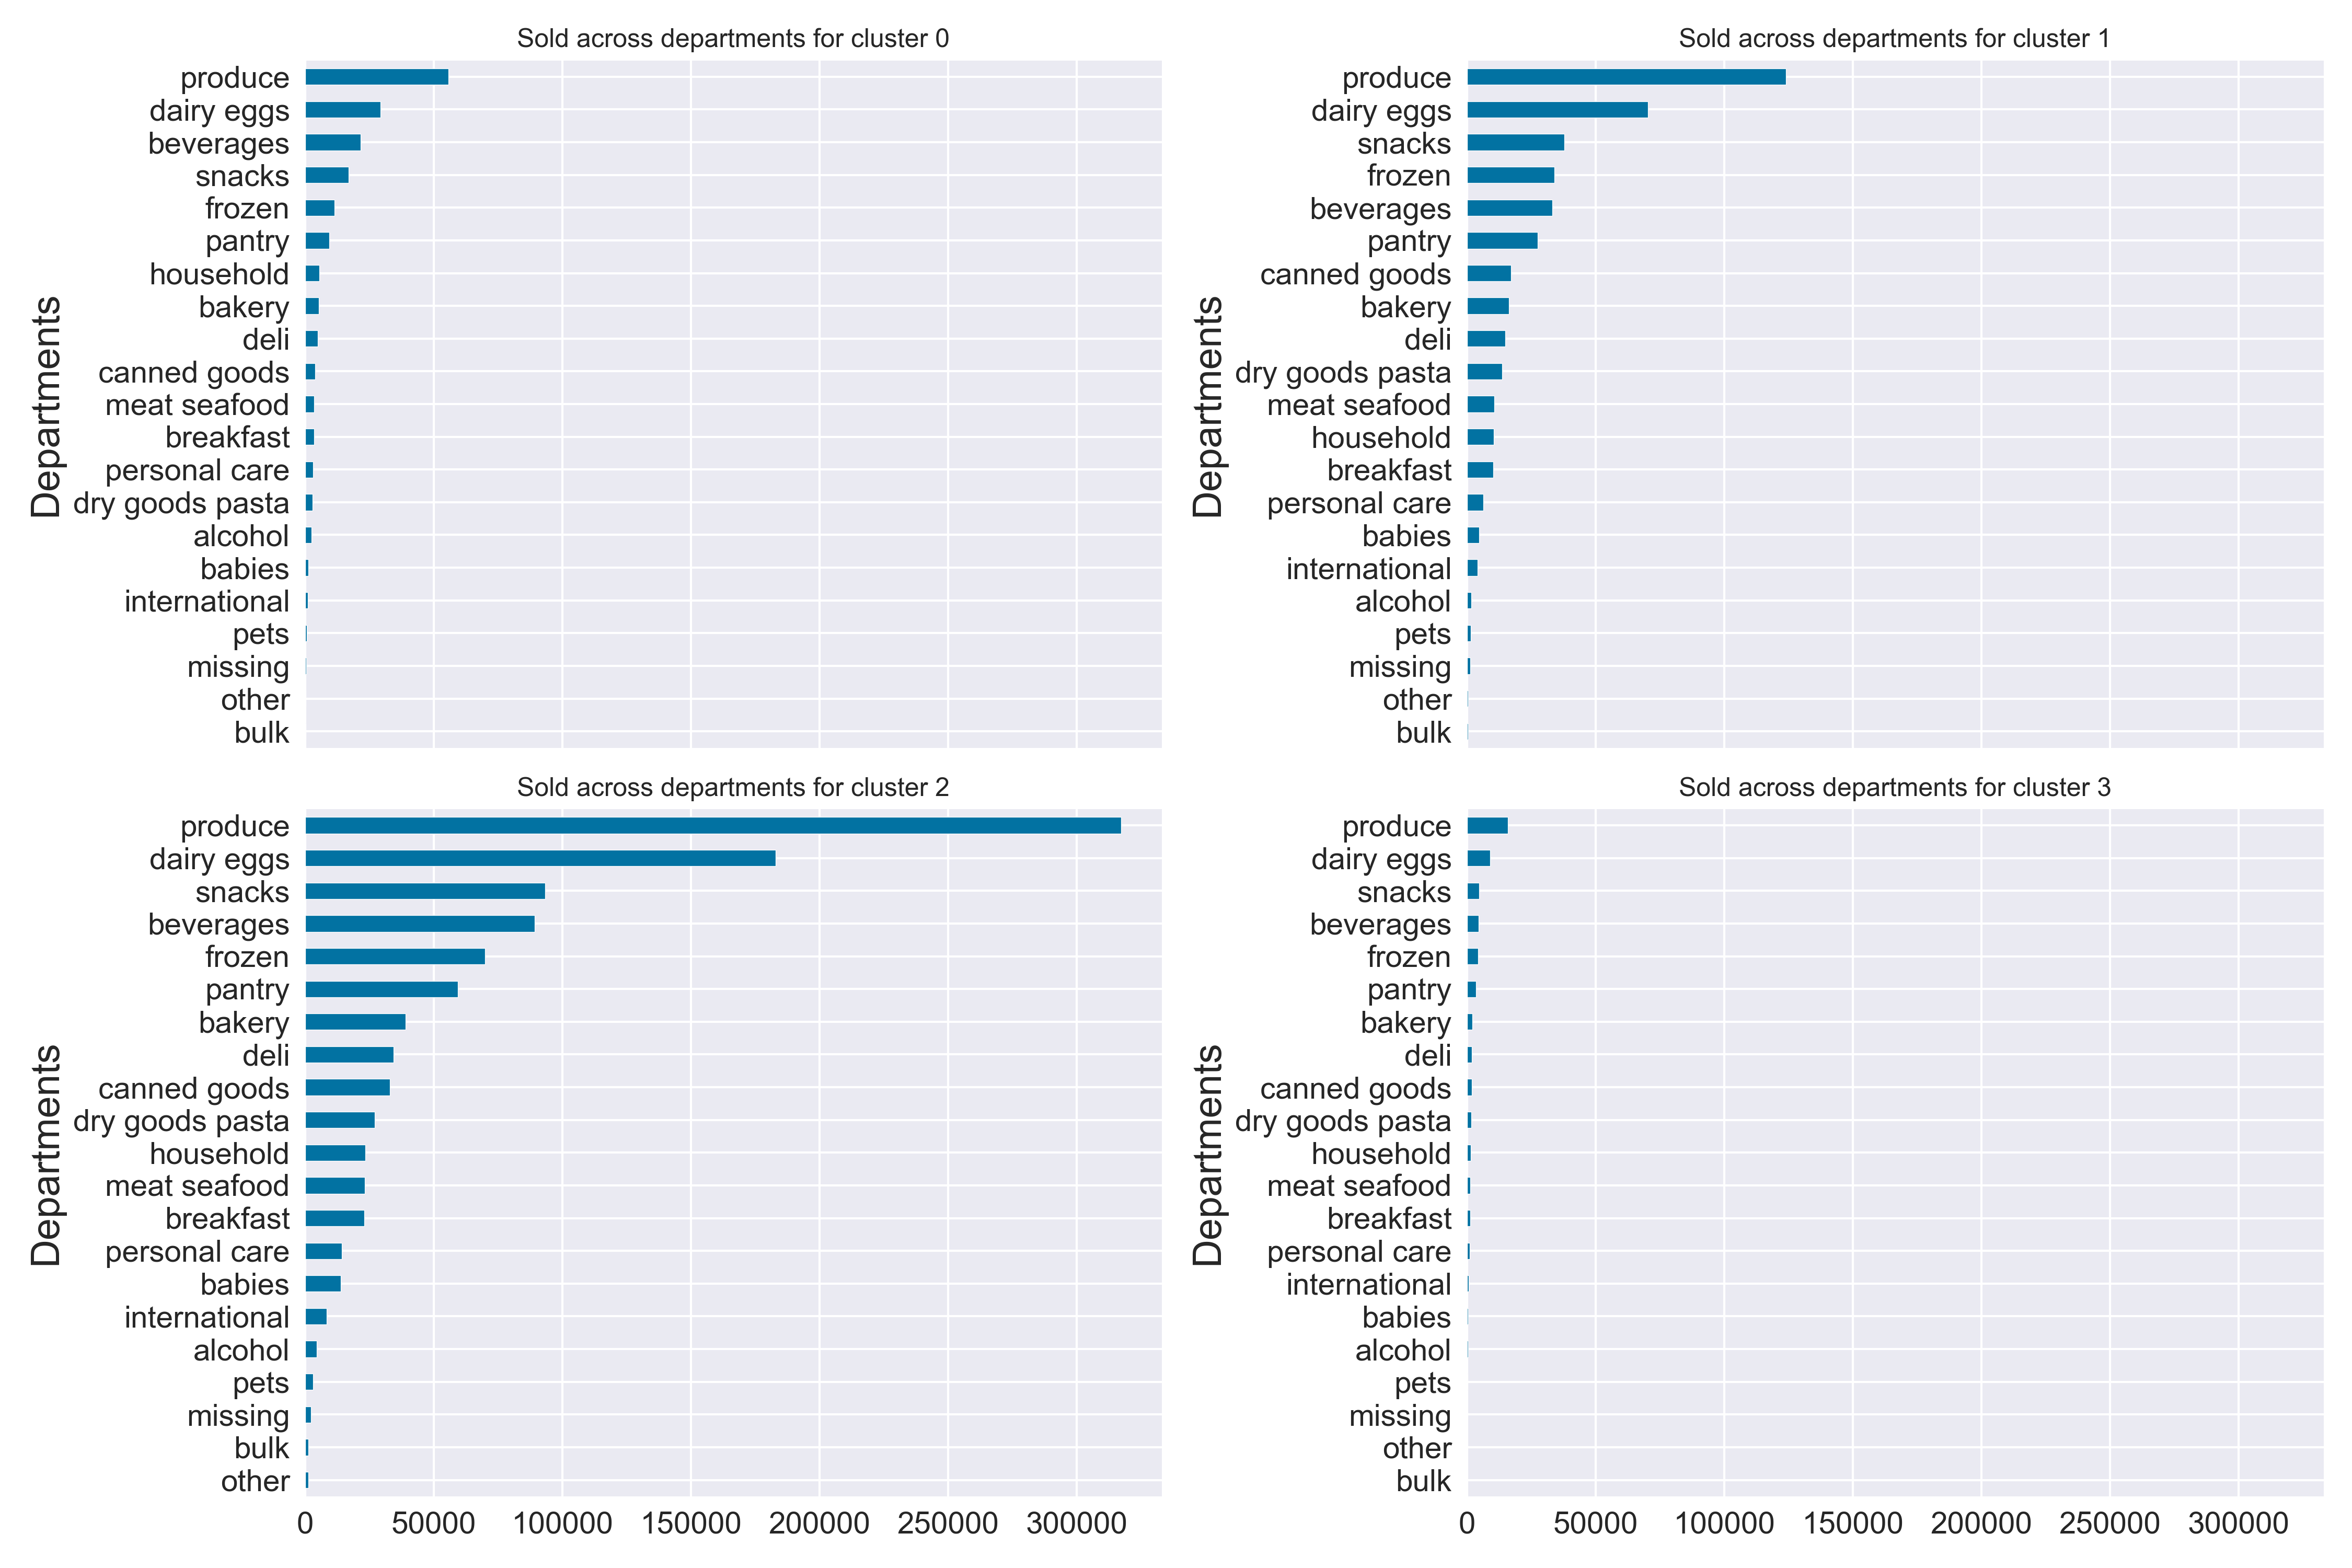 Sold across departments for cluster 0
Departments
produce
dairy eggs
beverages
snacks
frozen
pantry
household
bakery
deli
canned goods
meat seafood
breakfast
personal care
dry goods pasta
alcohol
babies
international
pets
missing
other
bulk
Sold across departments for cluster 1
Departments
produce
dairy eggs
snacks
frozen
beverages
pantry
canned goods
bakery
deli
dry goods pasta
meat seafood
household
breakfast
personal care
babies
international
alcohol
pets
missing
other
bulk
Sold across departments for cluster 2
Departments
produce
dairy eggs
snacks
beverages
frozen
pantry
bakery
deli
canned goods
dry goods pasta
household
meat seafood
breakfast
personal care
babies
international
alcohol
pets
missing
bulk
other
0 50000 100000 150000 200000 250000 300000
Sold across departments for cluster 3
Departments
produce
dairy eggs
snacks
beverages
frozen
pantry
bakery
deli
canned goods
dry goods pasta
household
meat seafood
breakfast
personal care
international
babies
alcohol
pets
missing
other
bulk
0 50000 100000 150000 200000 250000 300000